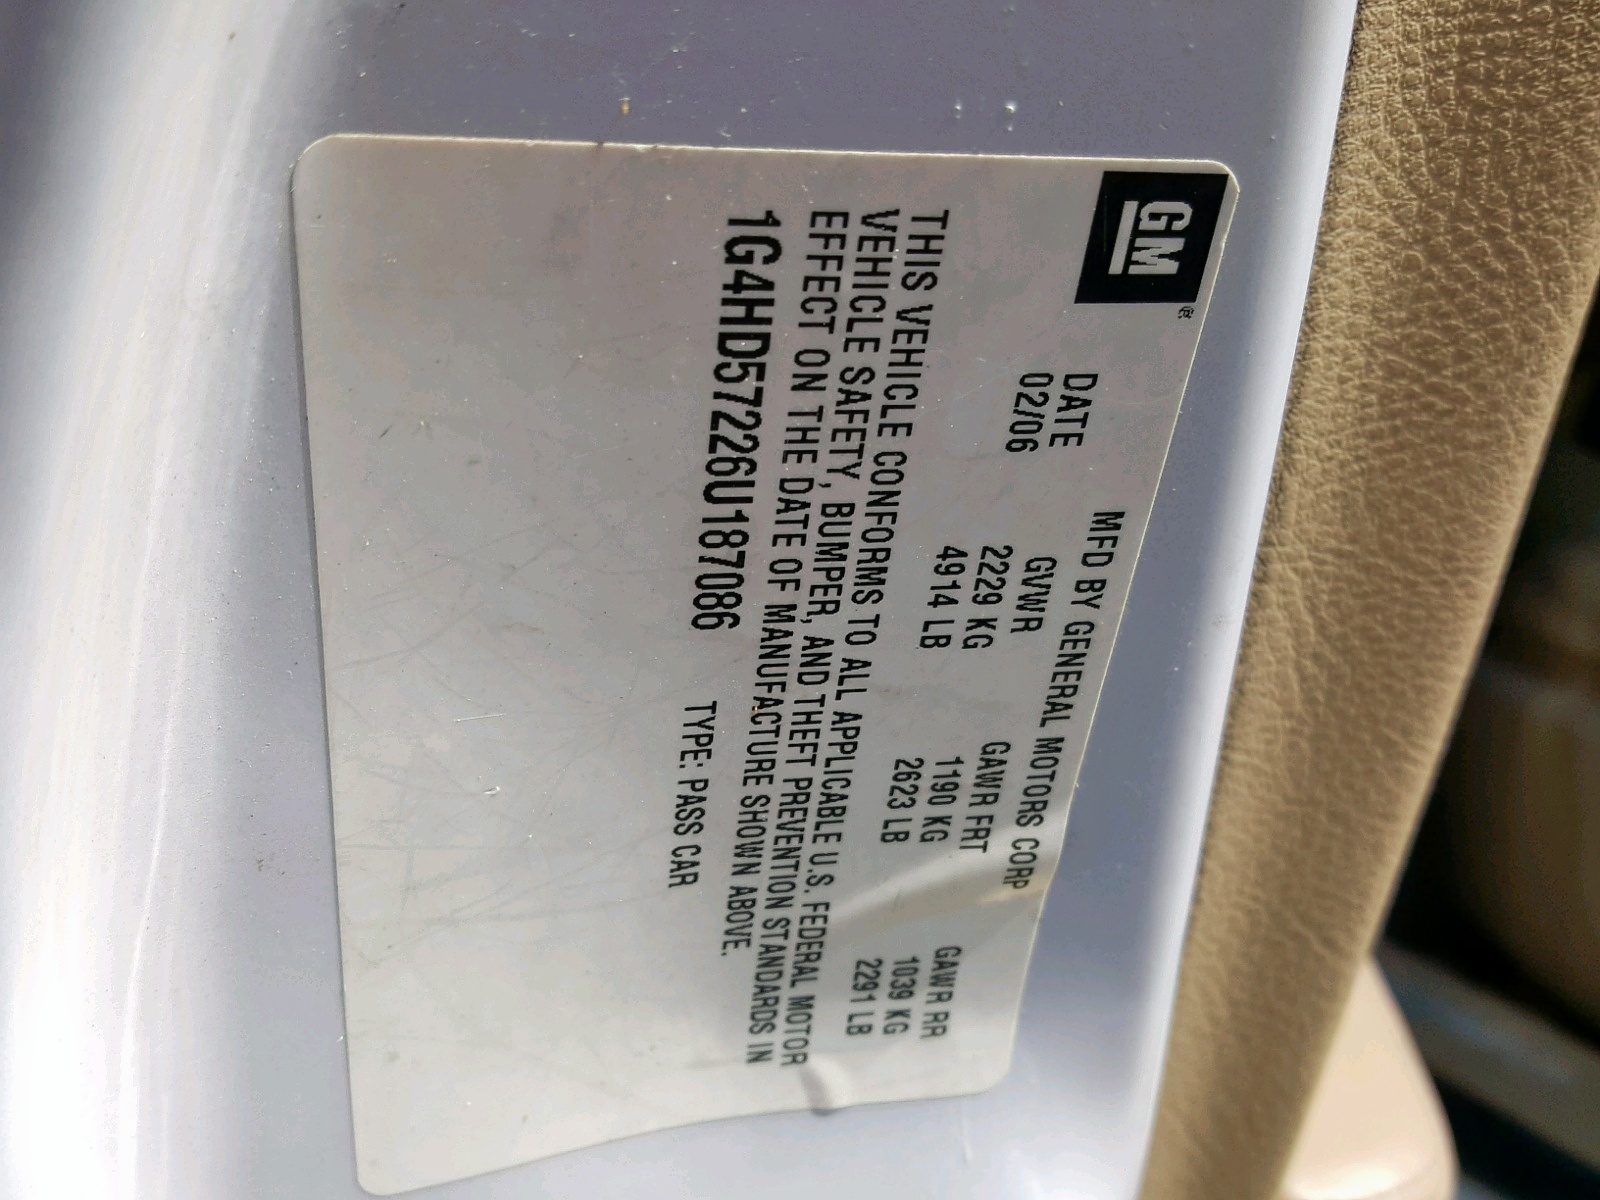 GM
MFD BY GENERAL MOTORS CORP
DATE GVWR GAWR FRT GAWR RR
02/06 2229 KG 1190 KG 1039 KG
4914 LB 2623 LB 2291 LB
THIS VEHICLE CONFORMS TO ALL APPLICABLE U.S. FEDERAL MOTOR
VEHICLE SAFETY, BUMPER, AND THEFT PREVENTION STANDARDS IN
EFFECT ON THE DATE OF MANUFACTURE SHOWN ABOVE.
1G4HD57226U187086 TYPE: PASS CAR